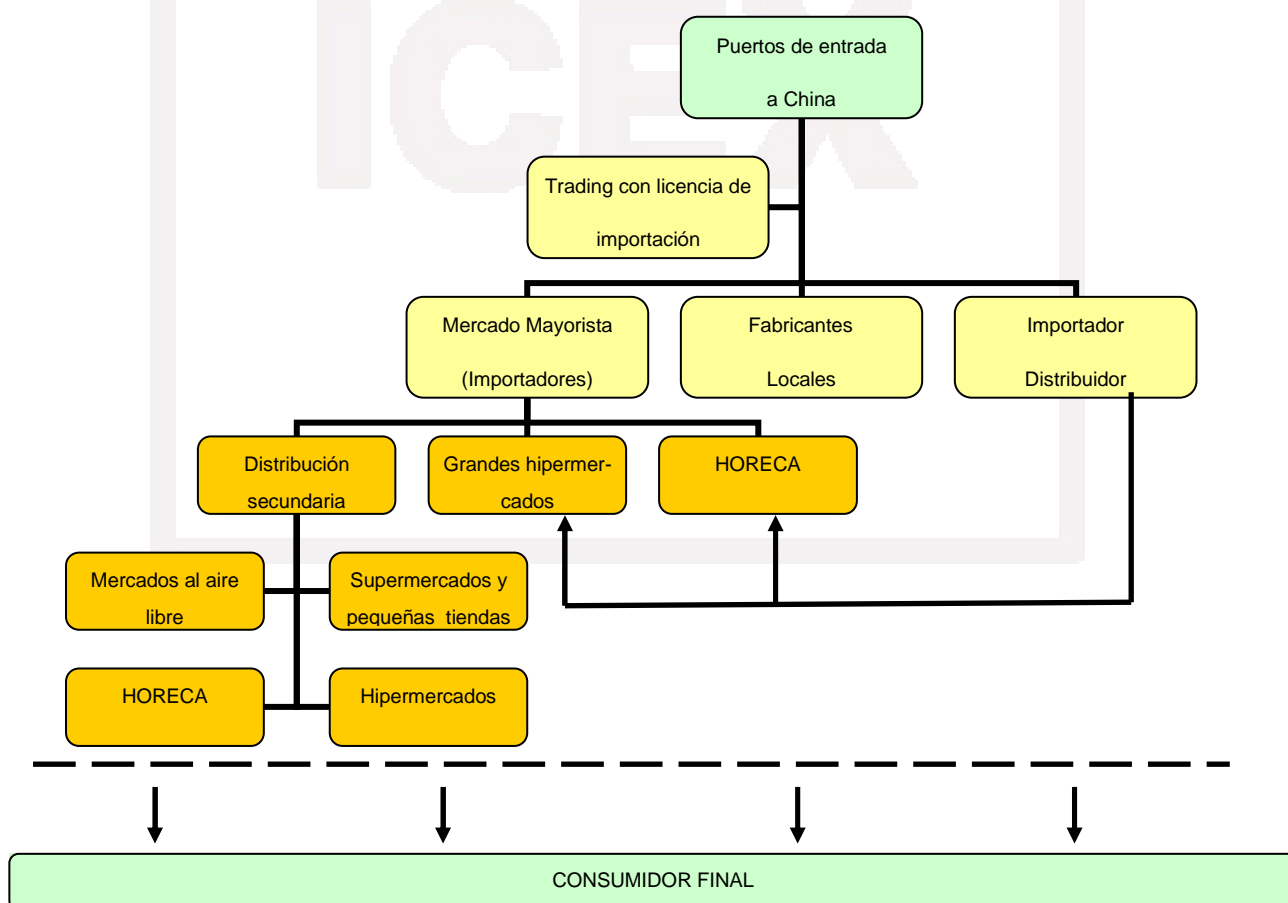 ICEX
Puertos de entrada
a China
Trading con licencia de
importación
Mercado Mayorista
(Importadores)
Fabricantes
Locales
Importador
Distribuidor
Distribución
secundaria
Grandes hipermer-
cados
HORECA
Mercados al aire
libre
Supermercados y
pequeñas tiendas
HORECA
Hipermercados
CONSUMIDOR FINAL